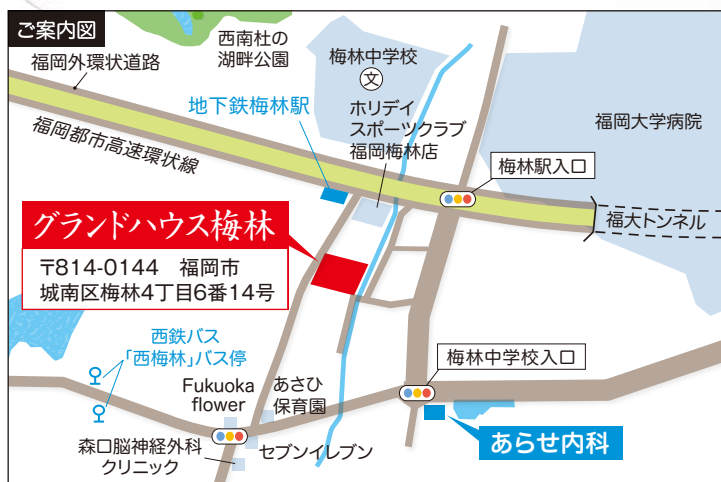 ご案内図
西南杜の
湖畔公園
福岡外環状道路
梅林中学校
文
地下鉄梅林駅
ホリデイ
スポーツクラブ
福岡梅林店
福岡大学病院
福岡都市高速環状線
梅林駅入口
福大トンネル
グランドハウス梅林
〒814-0144　福岡市
城南区梅林4丁目6番14号
西鉄バス
「西梅林」バス停
梅林中学校入口
Fukuoka
flower
あさひ
保育園
あらせ内科
森口脳神経外科
クリニック
セブンイレブン